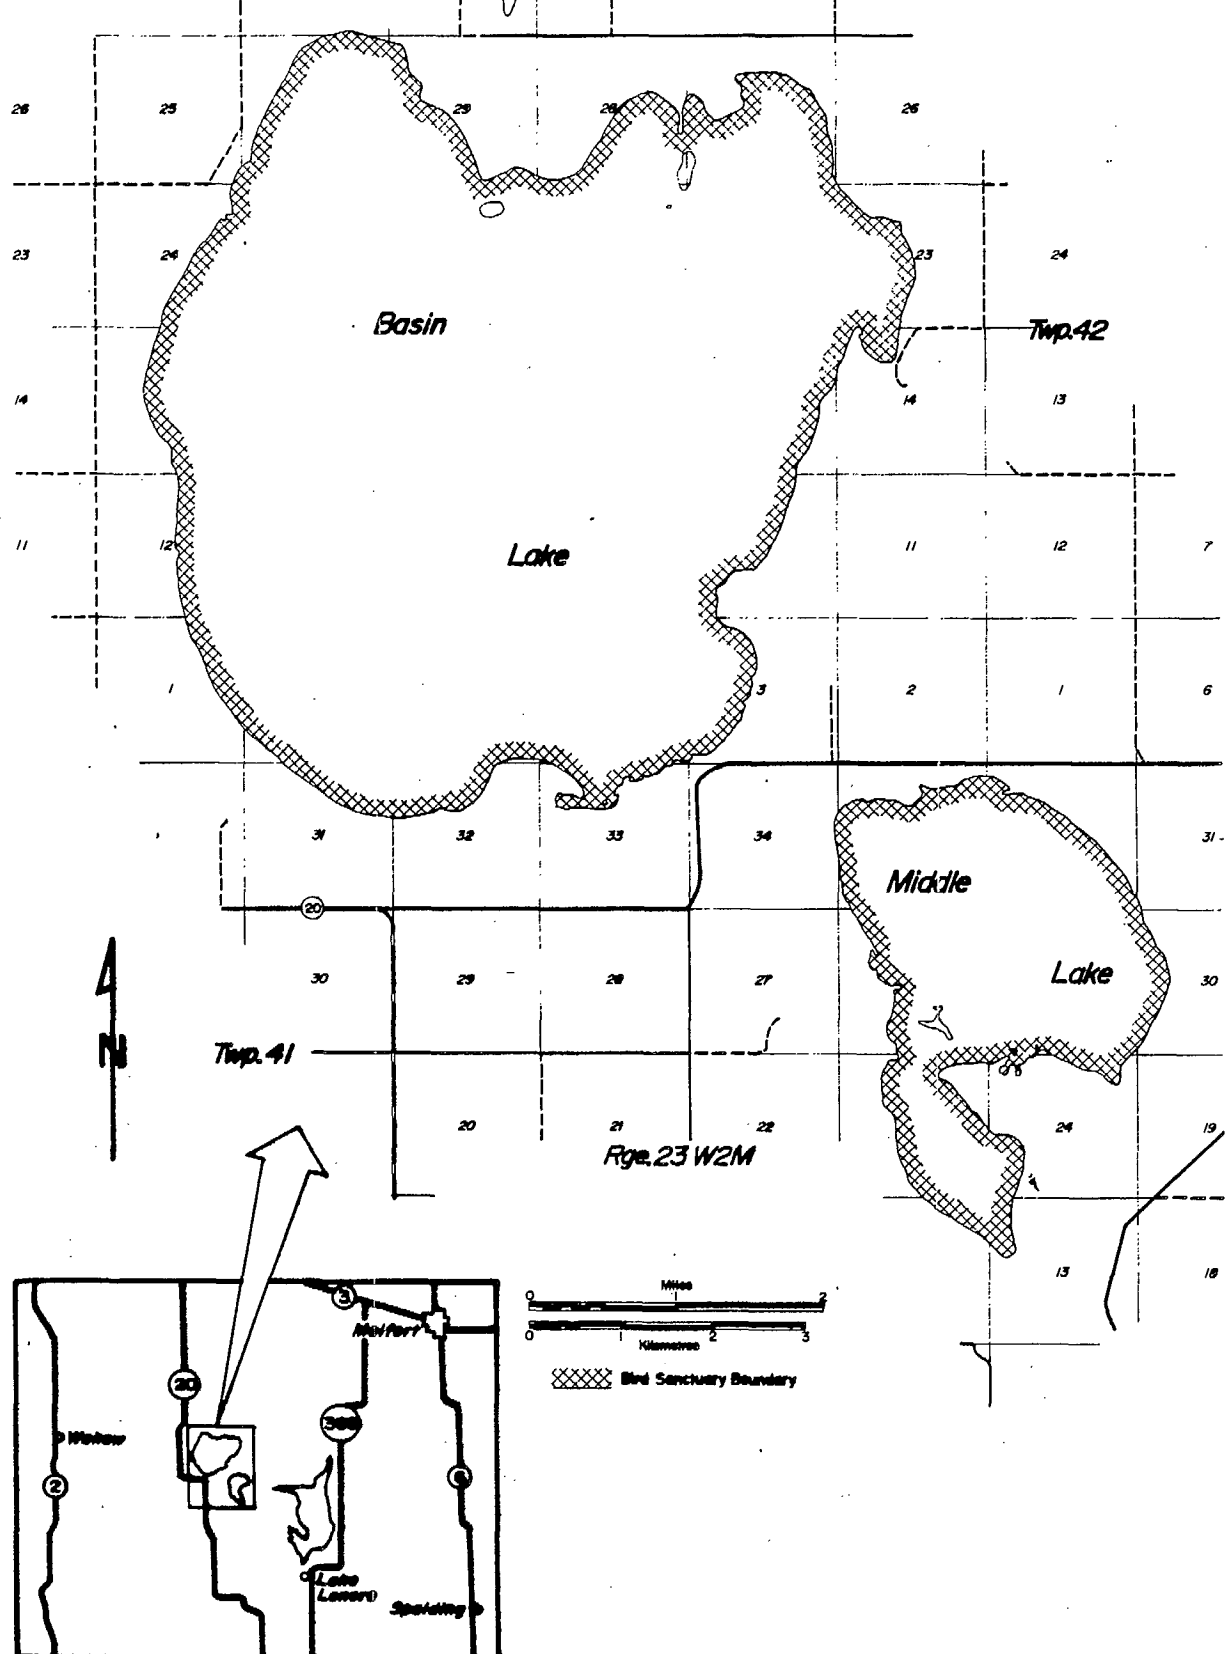 26 25 29 28 26
23 24 23 24
Basin
Twp.42
14 14 13
11 12 11 12 7
Lake
1 3 2 1 6
31 32 33 34 31
Middle
20
Lake
30 29 28 27 30
N
Twp. 41
20 21 22 24 19
Rge.23 W2M
13 18
Miles
0 2
0 1 2 3
Kilometres
Bird Sanctuary Boundary
3
Melfort
20
368
Wakaw
2
6
Lake
Lenore
Spalding